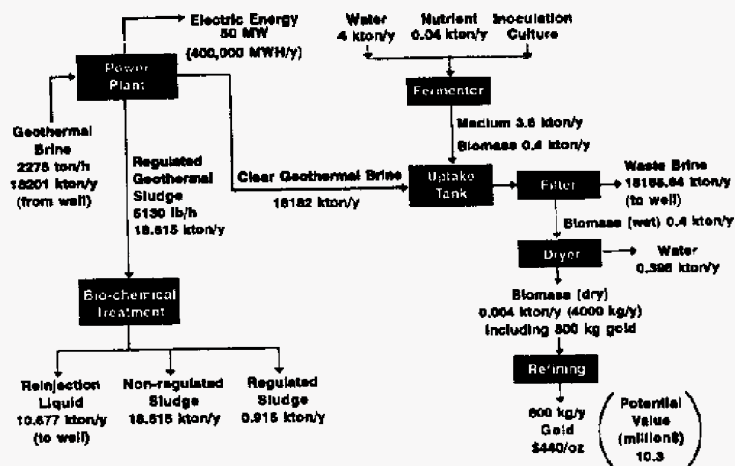 Electric Energy
50 MW
(400,000 MWH/y)
Water
4 kton/y
Nutrient
0.04 kton/y
Inoculation
Culture
Power
Plant
Fermentor
Geothermal
Brine
2275 ton/h
18201 kton/y
(from well)
Regulated
Geothermal
Sludge
5130 lb/h
18.615 kton/y
Medium 3.6 kton/y
Biomass 0.4 kton/y
Clear Geothermal Brine
18182 kton/y
Uptake
Tank
Filter
Waste Brine
18185.64 kton/y
(to well)
Biomass (wet) 0.4 kton/y
Dryer
Water
0.396 kton/y
Bio-chemical
Treatment
Biomass (dry)
0.004 kton/y (4000 kg/y)
including 800 kg gold
Reinjection
Liquid
10.677 kton/y
(to well)
Non-regulated
Sludge
18.515 kton/y
Regulated
Sludge
0.915 kton/y
Refining
800 kg/y
Gold
$440/oz
Potential
Value
(million$)
10.3